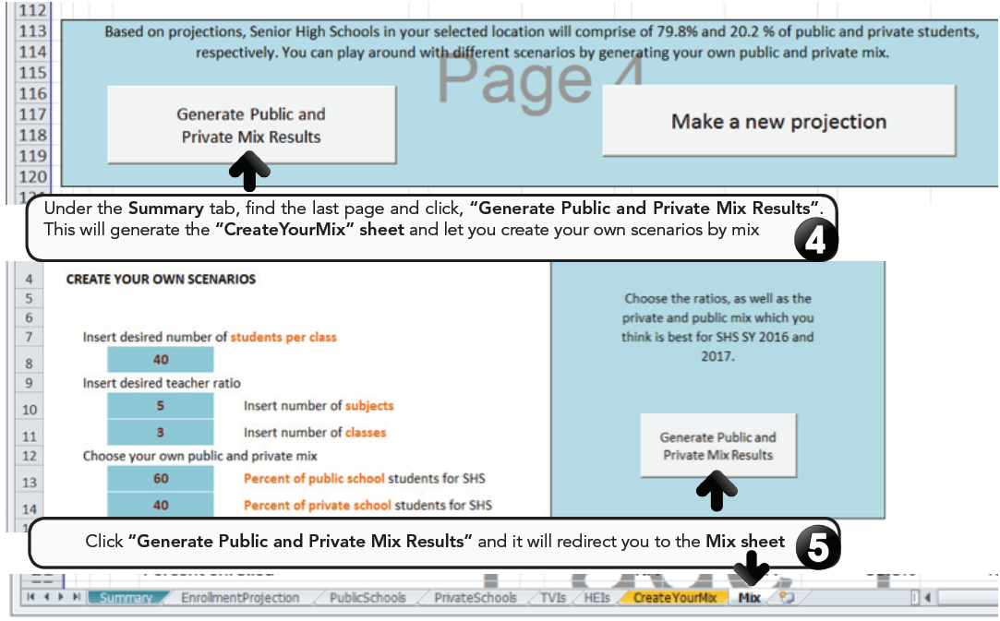 112
113
114
115
116
117
118
119
120
Based on projections, Senior High Schools in your selected location will comprise of 79.8% and 20.2 % of public and private students,
respectively. You can play around with different scenarios by generating your own public and private mix.
Page 4
Generate Public and
Private Mix Results
Make a new projection
Under the Summary tab, find the last page and click, “Generate Public and Private Mix Results”.
This will generate the “CreateYourMix” sheet and let you create your own scenarios by mix
4
4 CREATE YOUR OWN SCENARIOS
5
6
7 Insert desired number of students per class
8 40
9 Insert desired teacher ratio
10 5 Insert number of subjects
11 3 Insert number of classes
12 Choose your own public and private mix
13 60 Percent of public school students for SHS
14 40 Percent of private school students for SHS
Choose the ratios, as well as the
private and public mix which you
think is best for SHS SY 2016 and
2017.
Generate Public and
Private Mix Results
Click “Generate Public and Private Mix Results” and it will redirect you to the Mix sheet
5
Summary EnrollmentProjection PublicSchools PrivateSchools TVIs HEIs CreateYourMix Mix